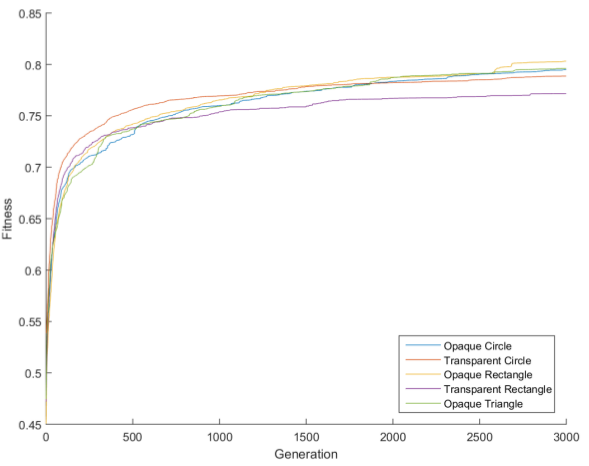 0.85
0.8
0.75
0.7
0.65
0.6
0.55
0.5
0.45
Fitness
Opaque Circle
Transparent Circle
Opaque Rectangle
Transparent Rectangle
Opaque Triangle
0 500 1000 1500 2000 2500 3000
Generation